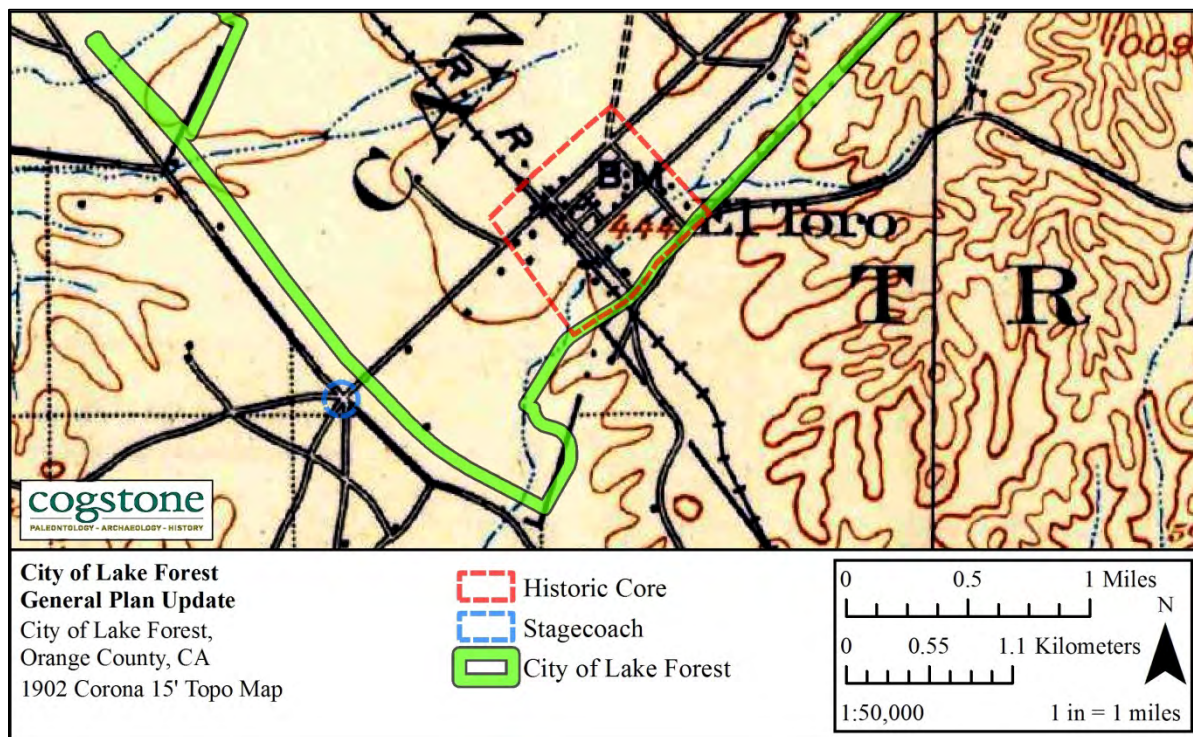 C A N
R
R
1009
500
B M
444
El Toro
T R
cogstone
PALEONTOLOGY - ARCHAEOLOGY - HISTORY
City of Lake Forest
General Plan Update
City of Lake Forest,
Orange County, CA
1902 Corona 15' Topo Map
Historic Core
Stagecoach
City of Lake Forest
0 0.5 1 Miles
0 0.55 1.1 Kilometers
N
1:50,000 1 in = 1 miles